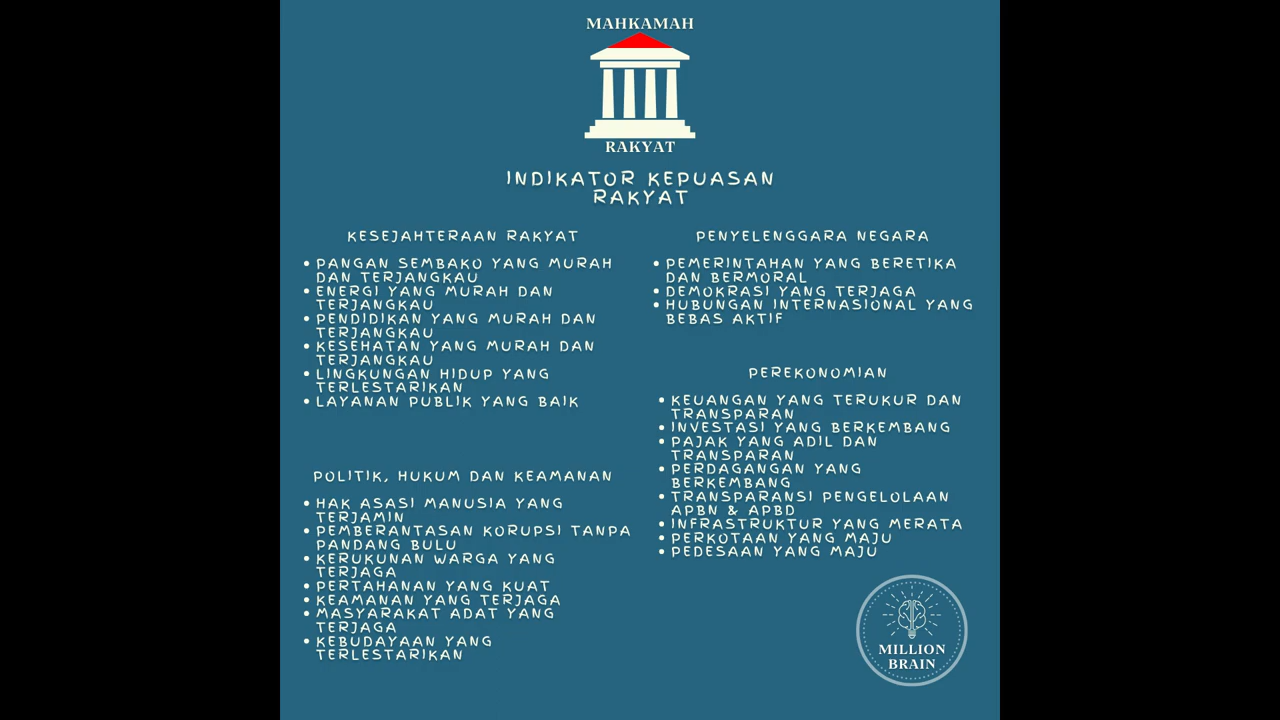 MAHKAMAH
RAKYAT
INDIKATOR KEPUASAN
RAKYAT
KESEJAHTERAAN RAKYAT
• PANGAN SEMBAKO YANG MURAH
DAN TERJANGKAU
• ENERGI YANG MURAH DAN
TERJANGKAU
• PENDIDIKAN YANG MURAH DAN
TERJANGKAU
• KESEHATAN YANG MURAH DAN
TERJANGKAU
• LINGKUNGAN HIDUP YANG
TERLESTARIKAN
• LAYANAN PUBLIK YANG BAIK
POLITIK, HUKUM DAN KEAMANAN
• HAK ASASI MANUSIA YANG
TERJAMIN
• PEMBERANTASAN KORUPSI TANPA
PANDANG BULU
• KERUKUNAN WARGA YANG
TERJAGA
• PERTAHANAN YANG KUAT
• KEAMANAN YANG TERJAGA
• MASYARAKAT ADAT YANG
TERJAGA
• KEBUDAYAAN YANG
TERLESTARIKAN
PENYELENGGARA NEGARA
• PEMERINTAHAN YANG BERETIKA
DAN BERMORAL
• DEMOKRASI YANG TERJAGA
• HUBUNGAN INTERNASIONAL YANG
BEBAS AKTIF
PEREKONOMIAN
• KEUANGAN YANG TERUKUR DAN
TRANSPARAN
• INVESTASI YANG BERKEMBANG
• PAJAK YANG ADIL DAN
TRANSPARAN
• PERDAGANGAN YANG
BERKEMBANG
• TRANSPARANSI PENGELOLAAN
APBN & APBD
• INFRASTRUKTUR YANG MERATA
• PERKOTAAN YANG MAJU
• PEDESAAN YANG MAJU
MILLION
BRAIN